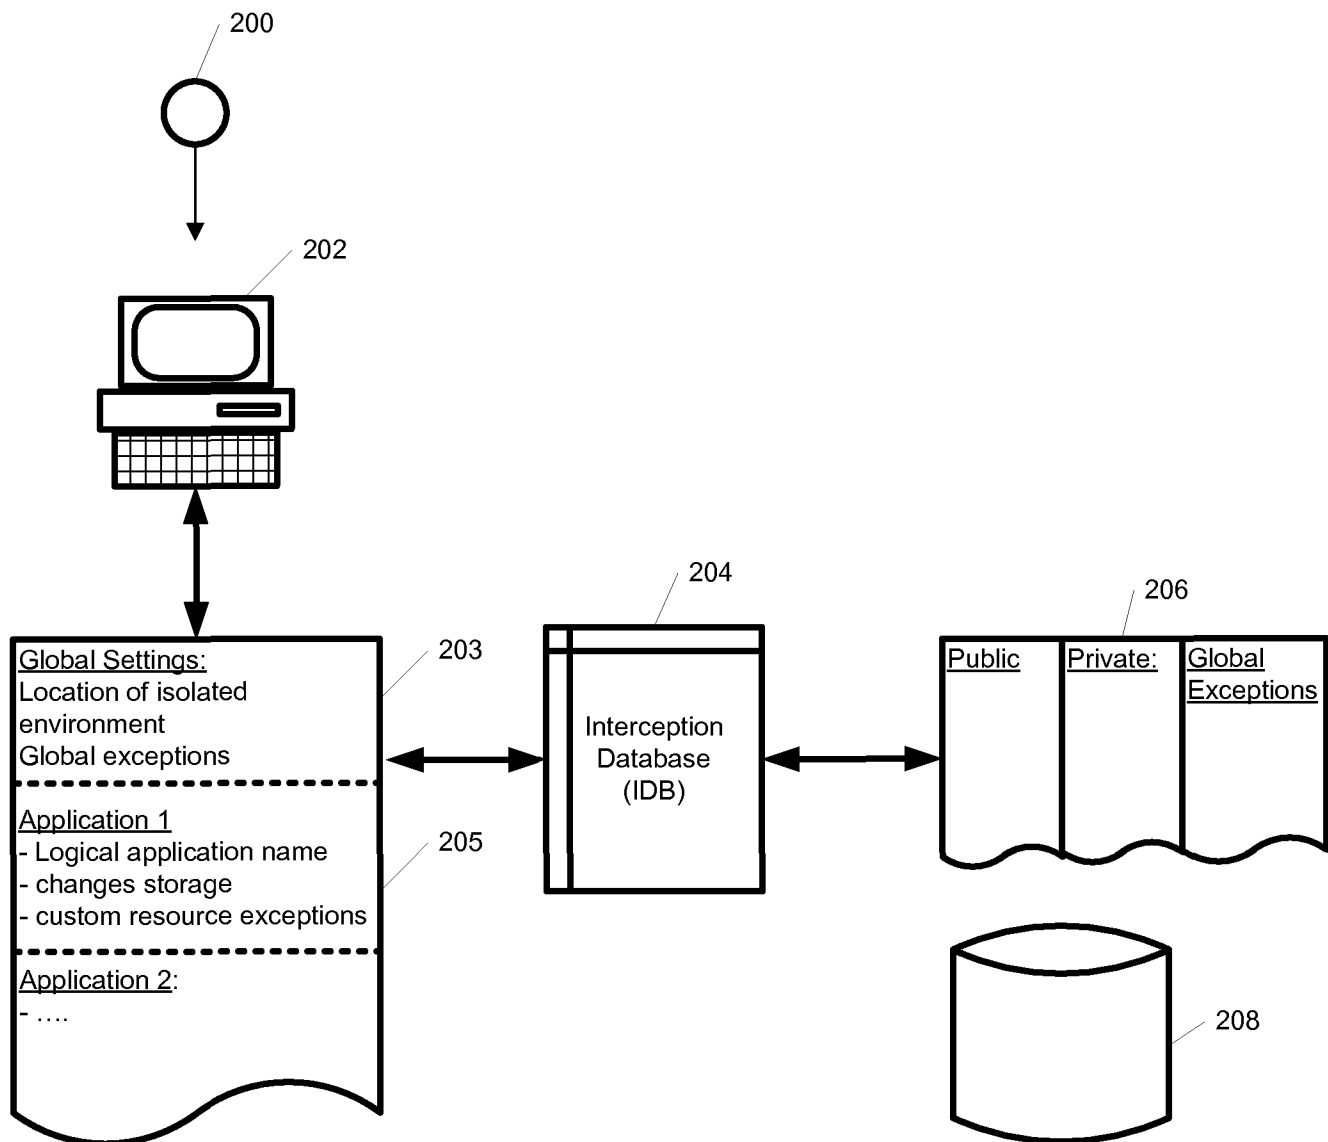 200
202
204
206
203
Global Settings:
Location of isolated
environment
Global exceptions
Application 1
- Logical application name
- changes storage
- custom resource exceptions
205
Application 2:
- ....
Interception
Database
(IDB)
Public
Private:
Global
Exceptions
208